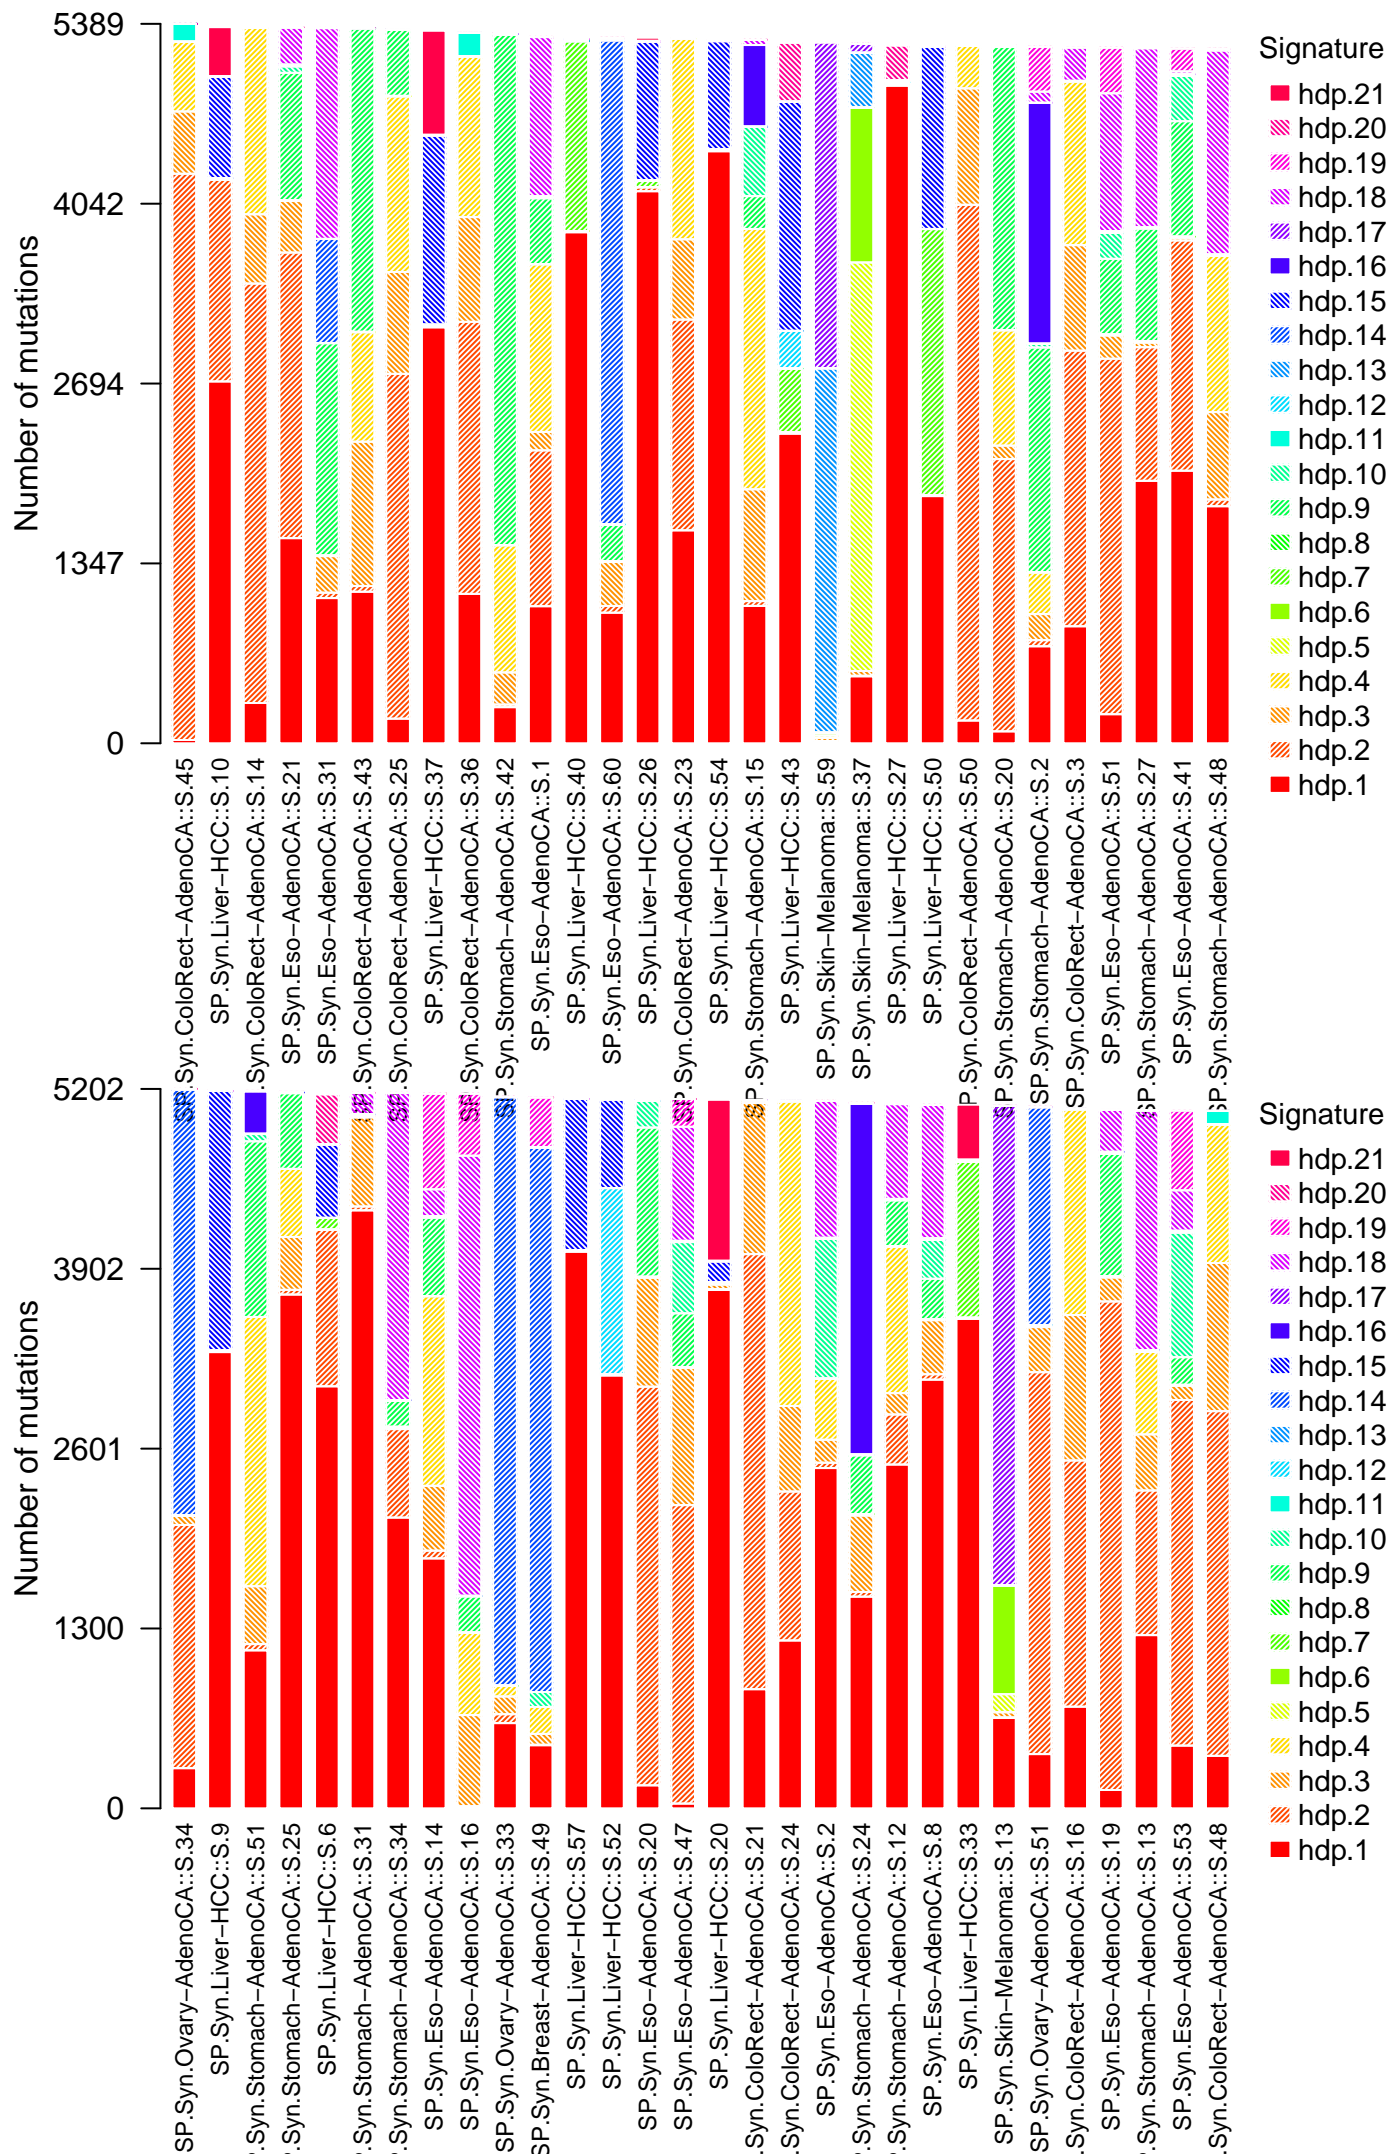 Number of mutations
5389
4042
2694
1347
0
Signature
hdp.21
hdp.20
hdp.19
hdp.18
hdp.17
hdp.16
hdp.15
hdp.14
hdp.13
hdp.12
hdp.11
hdp.10
hdp.9
hdp.8
hdp.7
hdp.6
hdp.5
hdp.4
hdp.3
hdp.2
hdp.1
SP.Syn.ColoRect−AdenoCA::S.45
SP.Syn.Liver−HCC::S.10
P.Syn.ColoRect−AdenoCA::S.14
SP.Syn.Eso−AdenoCA::S.21
SP.Syn.Eso−AdenoCA::S.31
SP.Syn.ColoRect−AdenoCA::S.43
SP.Syn.ColoRect−AdenoCA::S.25
SP.Syn.Liver−HCC::S.37
SP.Syn.ColoRect−AdenoCA::S.36
SP.Syn.Stomach−AdenoCA::S.42
SP.Syn.Eso−AdenoCA::S.1
SP.Syn.Liver−HCC::S.40
SP.Syn.Eso−AdenoCA::S.60
SP.Syn.Liver−HCC::S.26
SP.Syn.ColoRect−AdenoCA::S.23
SP.Syn.Liver−HCC::S.54
SP.Syn.Stomach−AdenoCA::S.15
SP.Syn.Liver−HCC::S.43
SP.Syn.Skin−Melanoma::S.59
SP.Syn.Skin−Melanoma::S.37
SP.Syn.Liver−HCC::S.27
SP.Syn.Liver−HCC::S.50
P.Syn.ColoRect−AdenoCA::S.50
SP.Syn.Stomach−AdenoCA::S.20
SP.Syn.Stomach−AdenoCA::S.2
SP.Syn.ColoRect−AdenoCA::S.3
SP.Syn.Eso−AdenoCA::S.51
SP.Syn.Stomach−AdenoCA::S.27
SP.Syn.Eso−AdenoCA::S.41
SP.Syn.Stomach−AdenoCA::S.48
Number of mutations
5202
3902
2601
1300
0
Signature
hdp.21
hdp.20
hdp.19
hdp.18
hdp.17
hdp.16
hdp.15
hdp.14
hdp.13
hdp.12
hdp.11
hdp.10
hdp.9
hdp.8
hdp.7
hdp.6
hdp.5
hdp.4
hdp.3
hdp.2
hdp.1
SP.Syn.Ovary−AdenoCA::S.34
SP.Syn.Liver−HCC::S.9
P.Syn.Stomach−AdenoCA::S.51
P.Syn.Stomach−AdenoCA::S.25
SP.Syn.Liver−HCC::S.6
P.Syn.Stomach−AdenoCA::S.31
P.Syn.Stomach−AdenoCA::S.34
SP.Syn.Eso−AdenoCA::S.14
SP.Syn.Eso−AdenoCA::S.16
SP.Syn.Ovary−AdenoCA::S.33
SP.Syn.Breast−AdenoCA::S.49
SP.Syn.Liver−HCC::S.57
SP.Syn.Liver−HCC::S.52
SP.Syn.Eso−AdenoCA::S.20
SP.Syn.Eso−AdenoCA::S.47
SP.Syn.Liver−HCC::S.20
.Syn.ColoRect−AdenoCA::S.21
.Syn.ColoRect−AdenoCA::S.24
SP.Syn.Eso−AdenoCA::S.2
P.Syn.Stomach−AdenoCA::S.24
P.Syn.Stomach−AdenoCA::S.12
SP.Syn.Eso−AdenoCA::S.8
SP.Syn.Liver−HCC::S.33
SP.Syn.Skin−Melanoma::S.13
SP.Syn.Ovary−AdenoCA::S.51
.Syn.ColoRect−AdenoCA::S.16
SP.Syn.Eso−AdenoCA::S.19
P.Syn.Stomach−AdenoCA::S.13
SP.Syn.Eso−AdenoCA::S.53
.Syn.ColoRect−AdenoCA::S.48